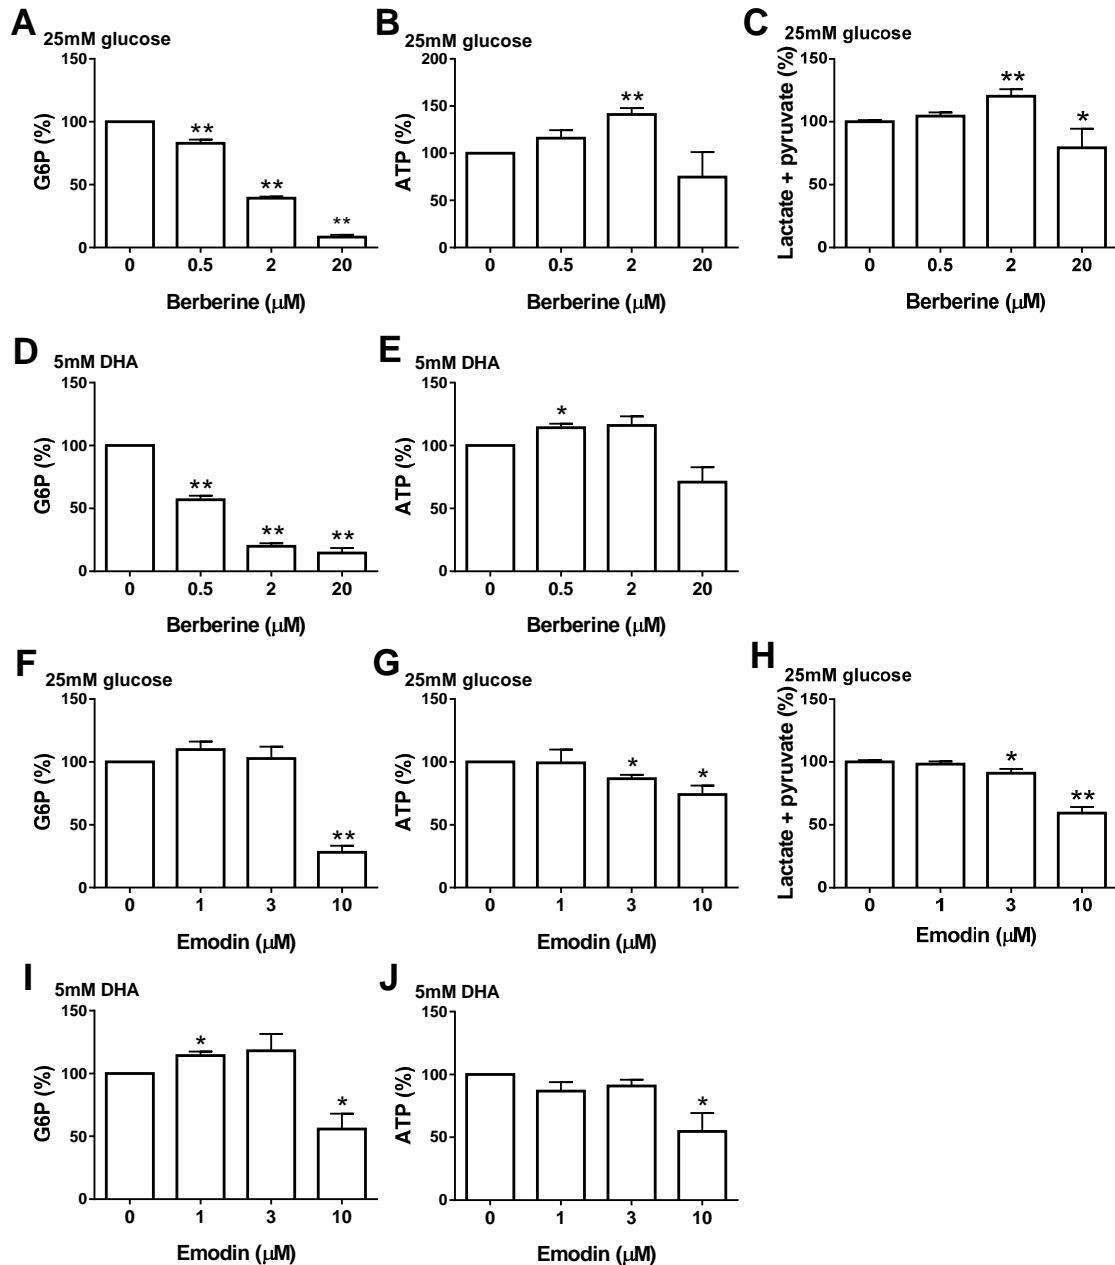 A
25mM glucose
G6P (%)
150
100
50
0
**
**
**
0 0.5 2 20
Berberine (μM)
B
25mM glucose
ATP (%)
200
150
100
50
0
**
0 0.5 2 20
Berberine (μM)
C
25mM glucose
Lactate + pyruvate (%)
150
100
50
0
**
*
0 0.5 2 20
Berberine (μM)
D
5mM DHA
G6P (%)
150
100
50
0
**
**
**
0 0.5 2 20
Berberine (μM)
E
5mM DHA
ATP (%)
150
100
50
0
*
0 0.5 2 20
Berberine (μM)
F
25mM glucose
G6P (%)
150
100
50
0
**
0 1 3 10
Emodin (μM)
G
25mM glucose
ATP (%)
150
100
50
0
*
*
0 1 3 10
Emodin (μM)
H
25mM glucose
Lactate + pyruvate (%)
150
100
50
0
*
**
0 1 3 10
Emodin (μM)
I
5mM DHA
G6P (%)
150
100
50
0
*
*
0 1 3 10
Emodin (μM)
J
5mM DHA
ATP (%)
150
100
50
0
*
0 1 3 10
Emodin (μM)